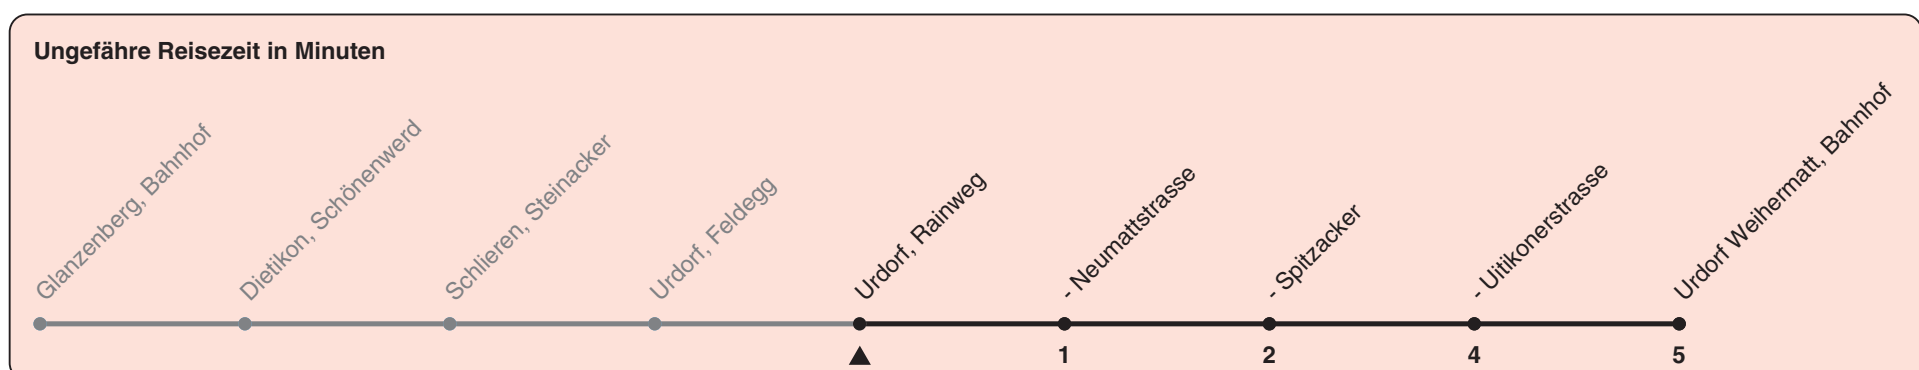 Ungefähre Reisezeit in Minuten
Glanzenberg, Bahnhof
Dietikon, Schönenwerd
Schlieren, Steinacker
Urdorf, Feldegg
Urdorf, Rainweg
- Neumattstrasse
- Spitzacker
- Uitikonerstrasse
Urdorf Weihermatt, Bahnhof
1 2 4 5